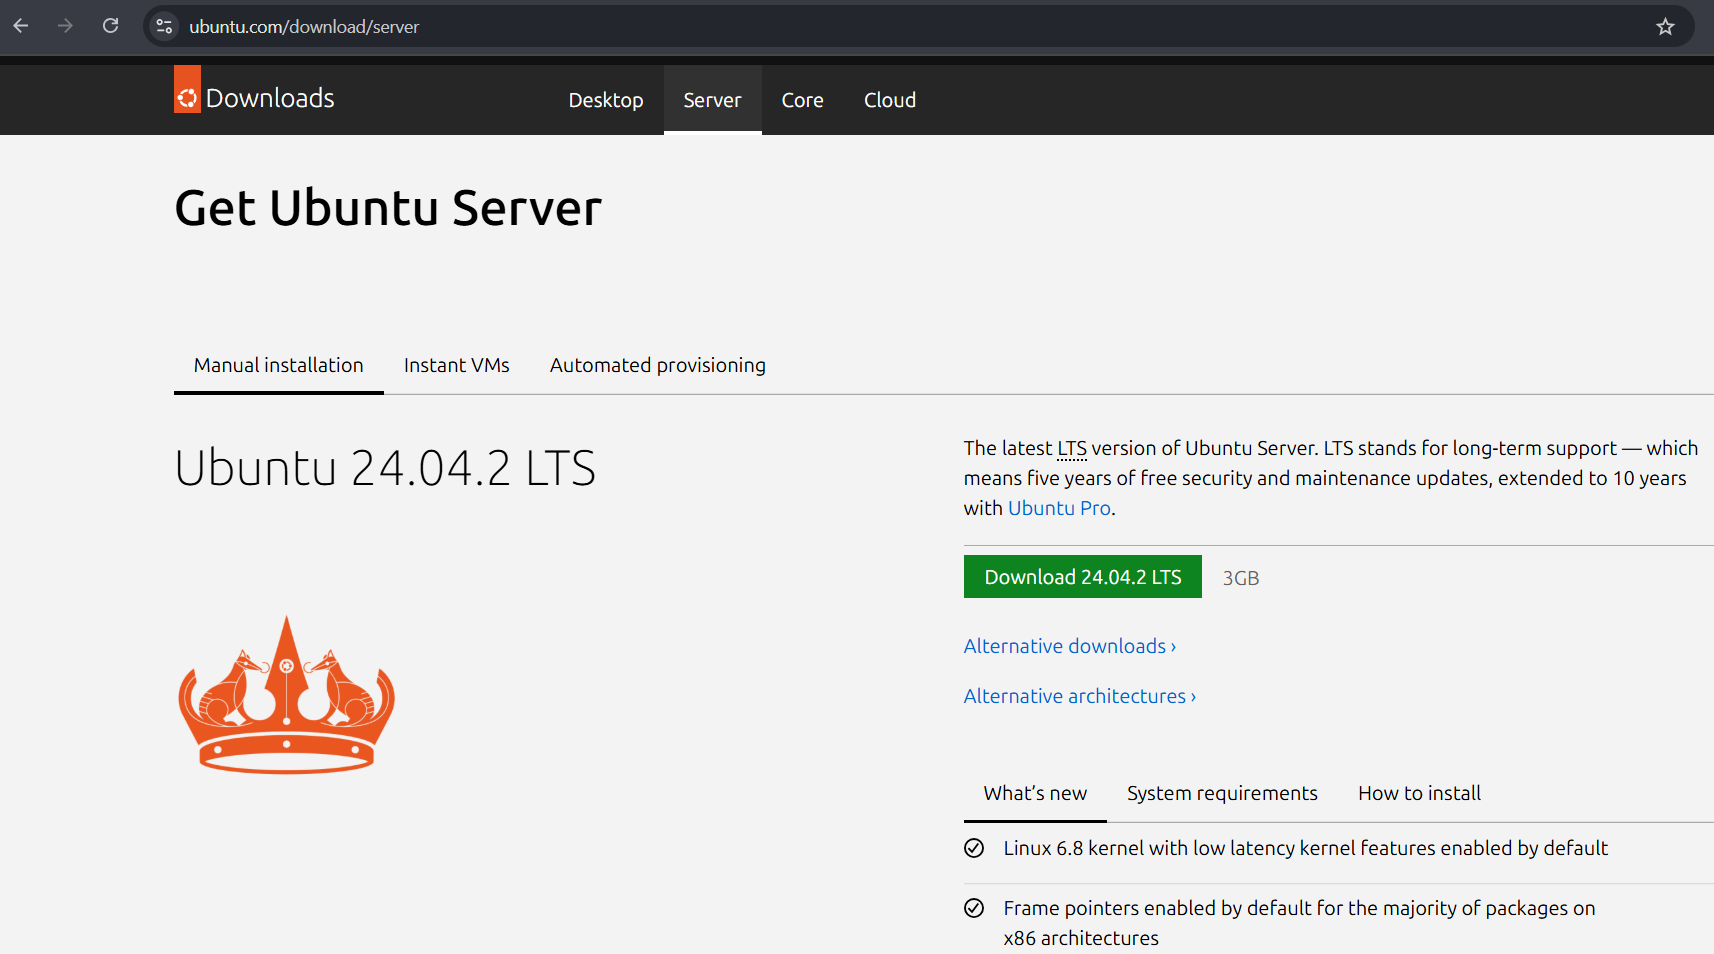 ubuntu.com/download/server
Downloads
Desktop
Server
Core
Cloud
Get Ubuntu Server
Manual installation
Instant VMs
Automated provisioning
Ubuntu 24.04.2 LTS
The latest LTS version of Ubuntu Server. LTS stands for long-term support — which
means five years of free security and maintenance updates, extended to 10 years
with Ubuntu Pro.
Download 24.04.2 LTS
3GB
Alternative downloads ›
Alternative architectures ›
What’s new
System requirements
How to install
Linux 6.8 kernel with low latency kernel features enabled by default
Frame pointers enabled by default for the majority of packages on
x86 architectures